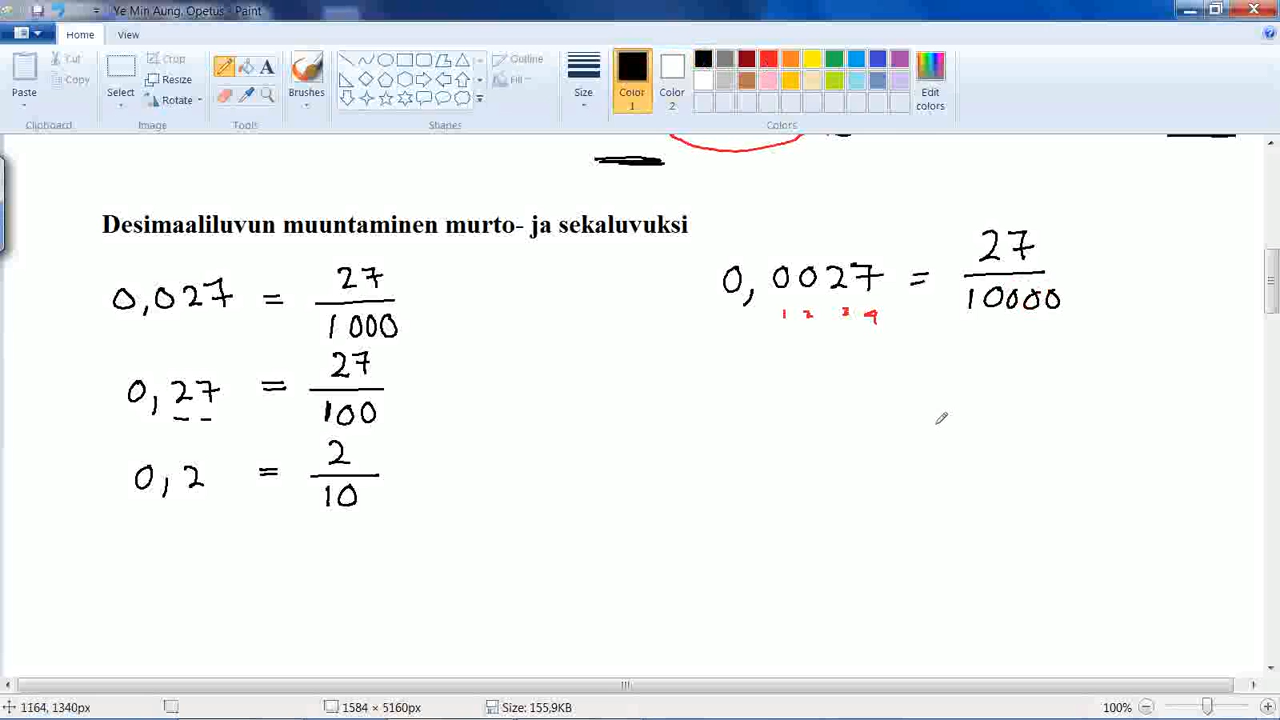 Ye Min Aung. Opetus - Paint
Home View
Paste
Cut
Clipboard
Select
Crop
Resize
Rotate
Image
A
Tools
Brushes
Outline
Fill
Shapes
Size
Color 1
Color 2
Edit colors
Colors
Desimaaliluvun muuntaminen murto- ja sekaluvuksi
0,027 = 27/1000
0,27 = 27/100
0,2 = 2/10
0,0027 = 27/10000
1 2 3 4
1164, 1340px
1584 × 5160px
Size: 155,9KB
100%